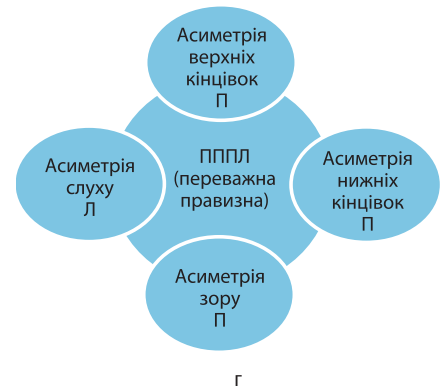 Асиметрія
верхніх
кінцівок
П
Асиметрія
слуху
Л
ПППЛ
(переважна
правизна)
Асиметрія
нижніх
кінцівок
П
Асиметрія
зору
П
г